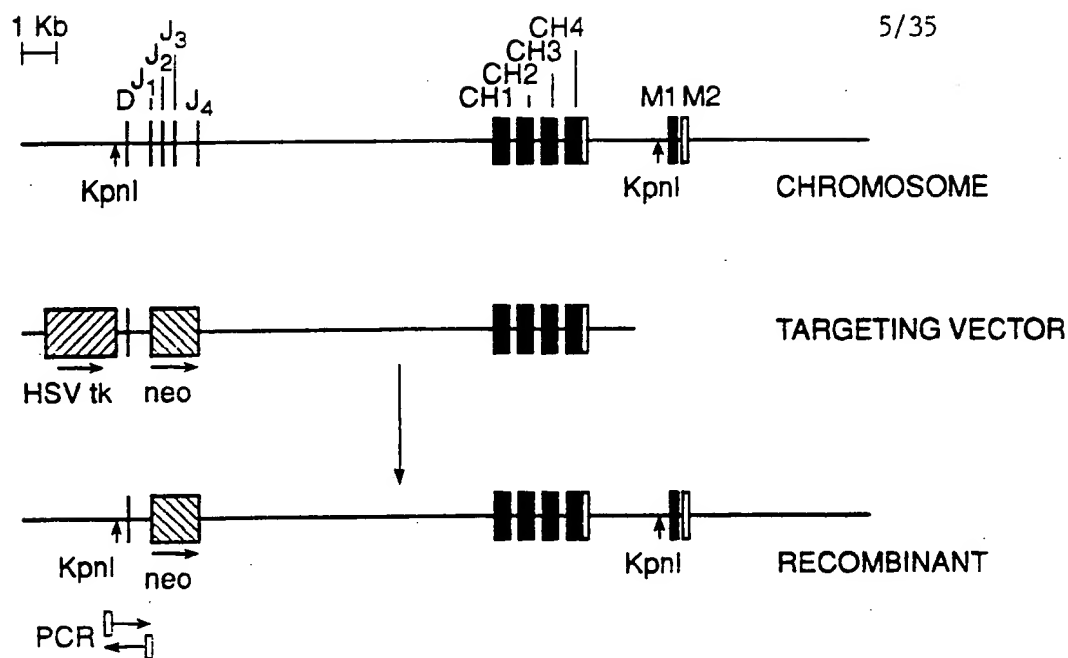 1 Kb
5/35
D J1 J2 J3 J4
CH1 CH2 CH3 CH4
M1 M2
KpnI
KpnI
CHROMOSOME
TARGETING VECTOR
HSV tk
neo
KpnI
neo
KpnI
RECOMBINANT
PCR